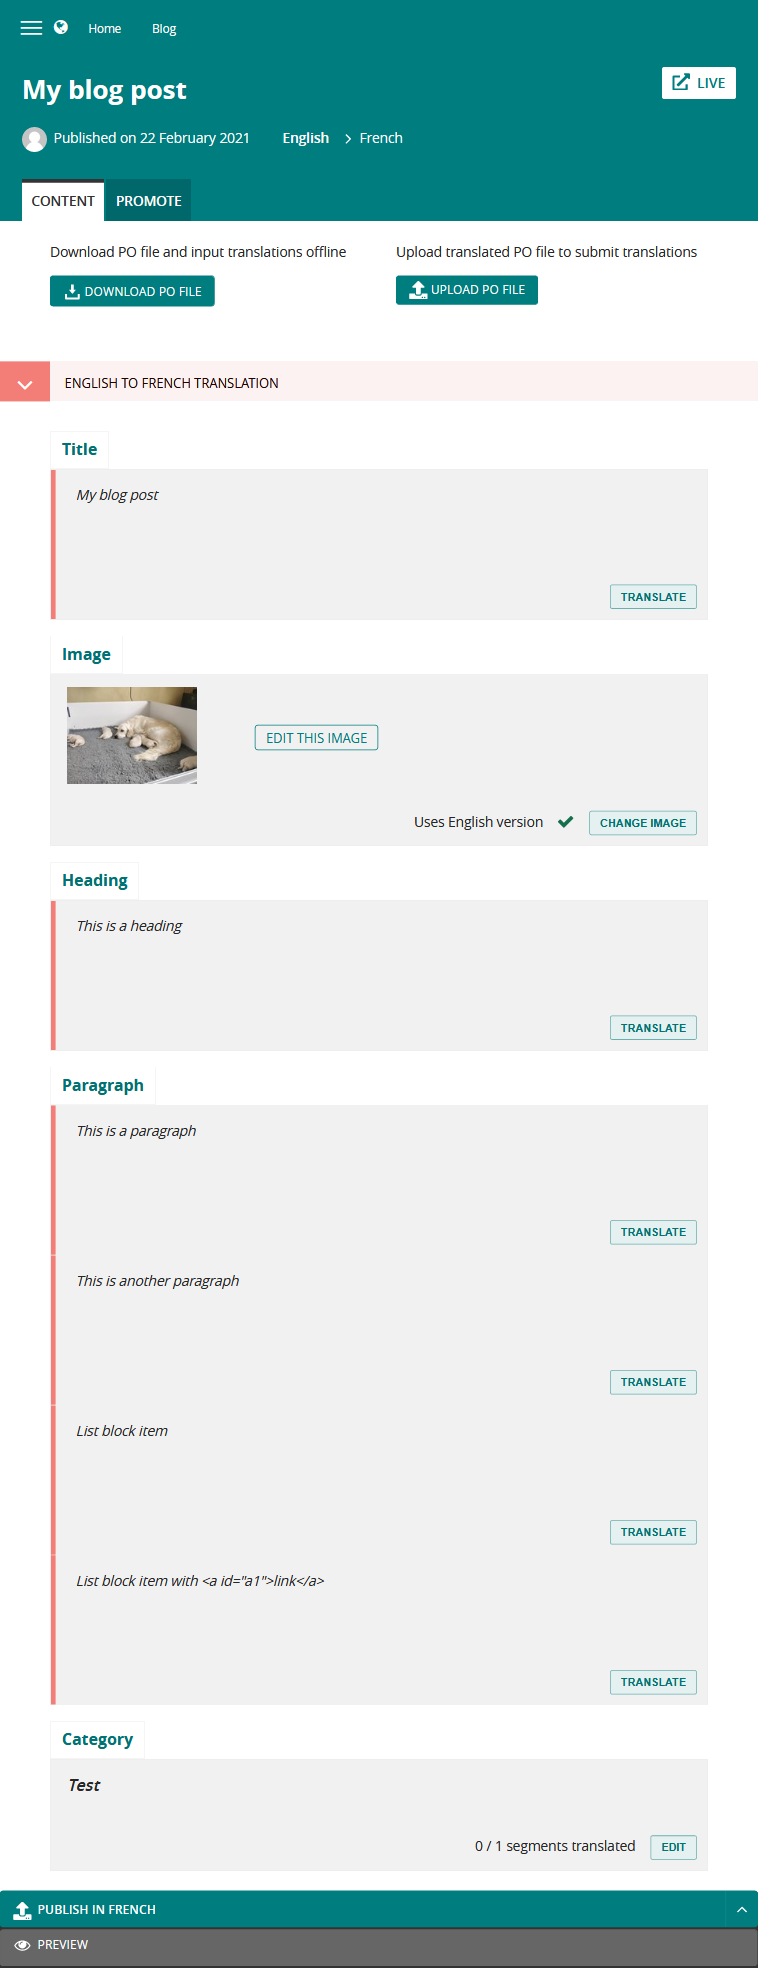 Home Blog
My blog post
LIVE
Published on 22 February 2021 English French
CONTENT PROMOTE
Download PO file and input translations offline
DOWNLOAD PO FILE
Upload translated PO file to submit translations
UPLOAD PO FILE
ENGLISH TO FRENCH TRANSLATION
Title
My blog post
TRANSLATE
Image
EDIT THIS IMAGE
Uses English version
CHANGE IMAGE
Heading
This is a heading
TRANSLATE
Paragraph
This is a paragraph
TRANSLATE
This is another paragraph
TRANSLATE
List block item
TRANSLATE
List block item with <a id="a1">link</a>
TRANSLATE
Category
Test
0 / 1 segments translated
EDIT
PUBLISH IN FRENCH
PREVIEW